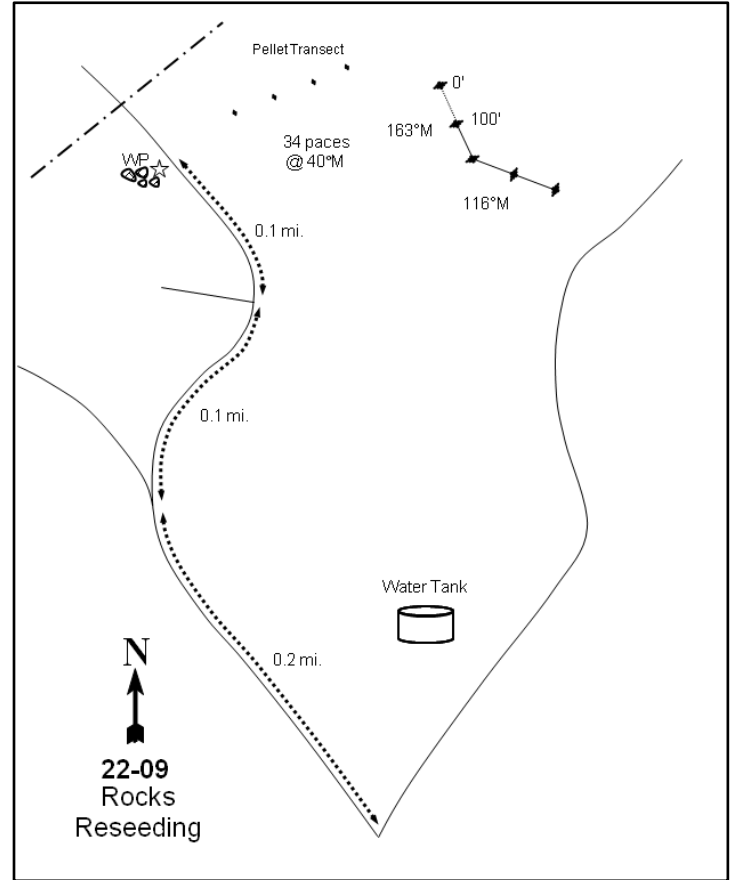 Pellet Transect
0'
100'
163°M
34 paces
@ 40°M
WP
116°M
0.1 mi.
0.1 mi.
Water Tank
0.2 mi.
N
22-09
Rocks
Reseeding